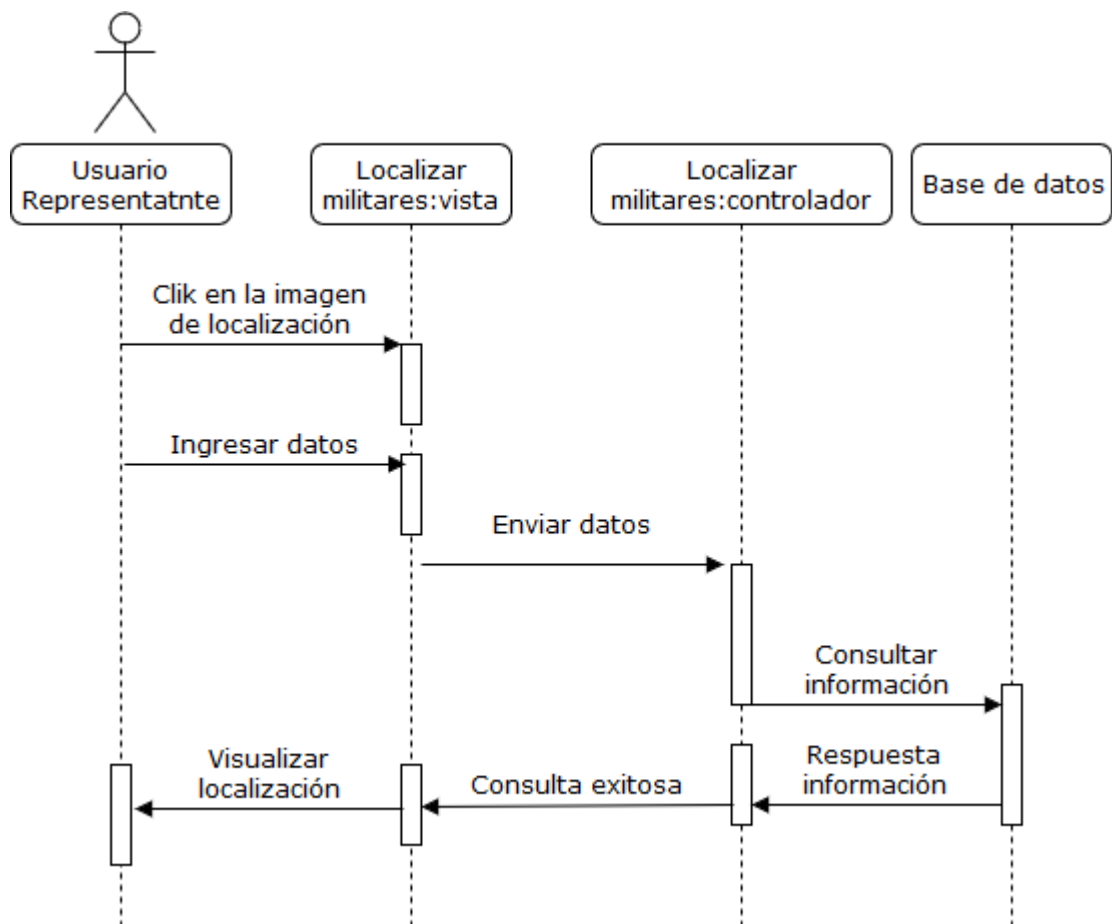 Usuario
Representatnte
Localizar
militares:vista
Localizar
militares:controlador
Base de datos
Clik en la imagen
de localización
Ingresar datos
Enviar datos
Consultar
información
Respuesta
información
Consulta exitosa
Visualizar
localización